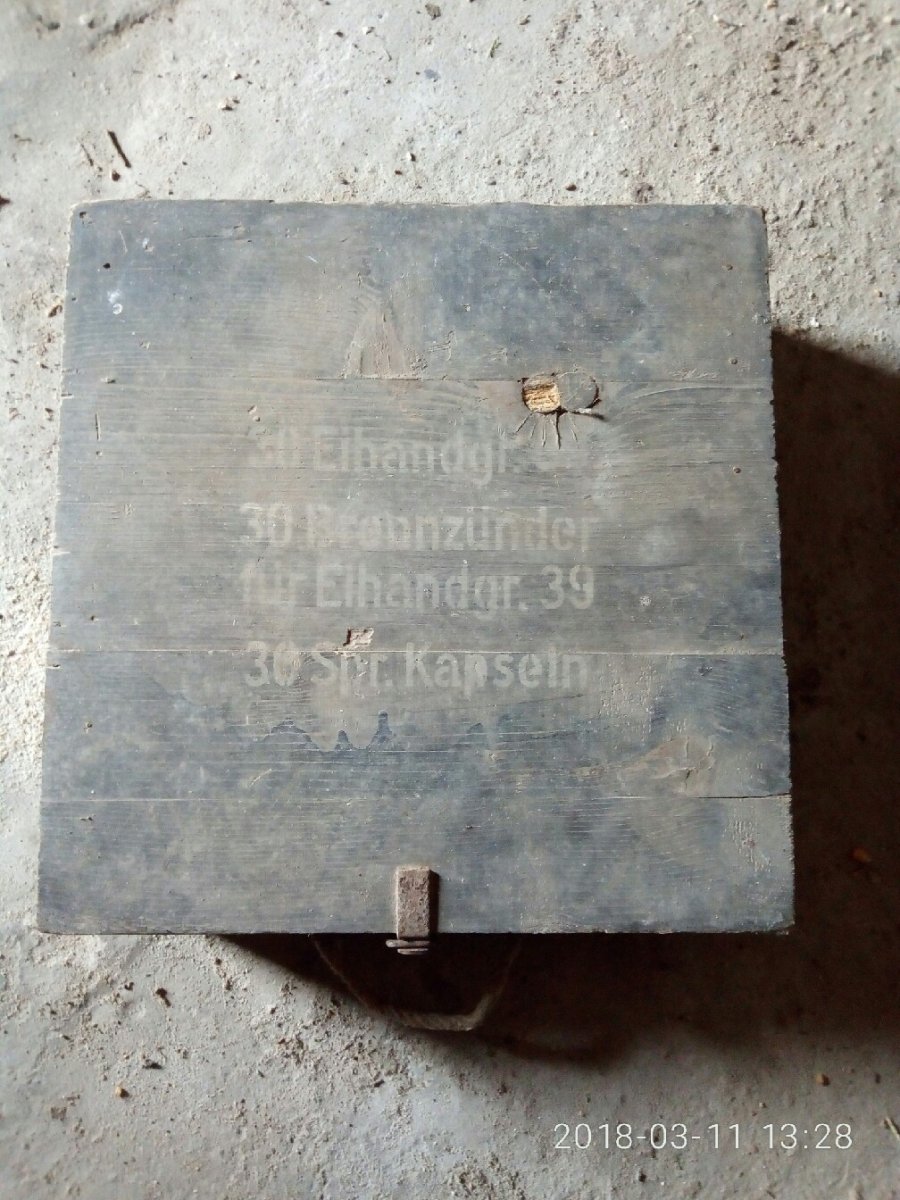 30 Eihandgr.
30 Brennzünder
für Eihandgr. 39
30 Spr. Kapseln
2018-03-11 13:28